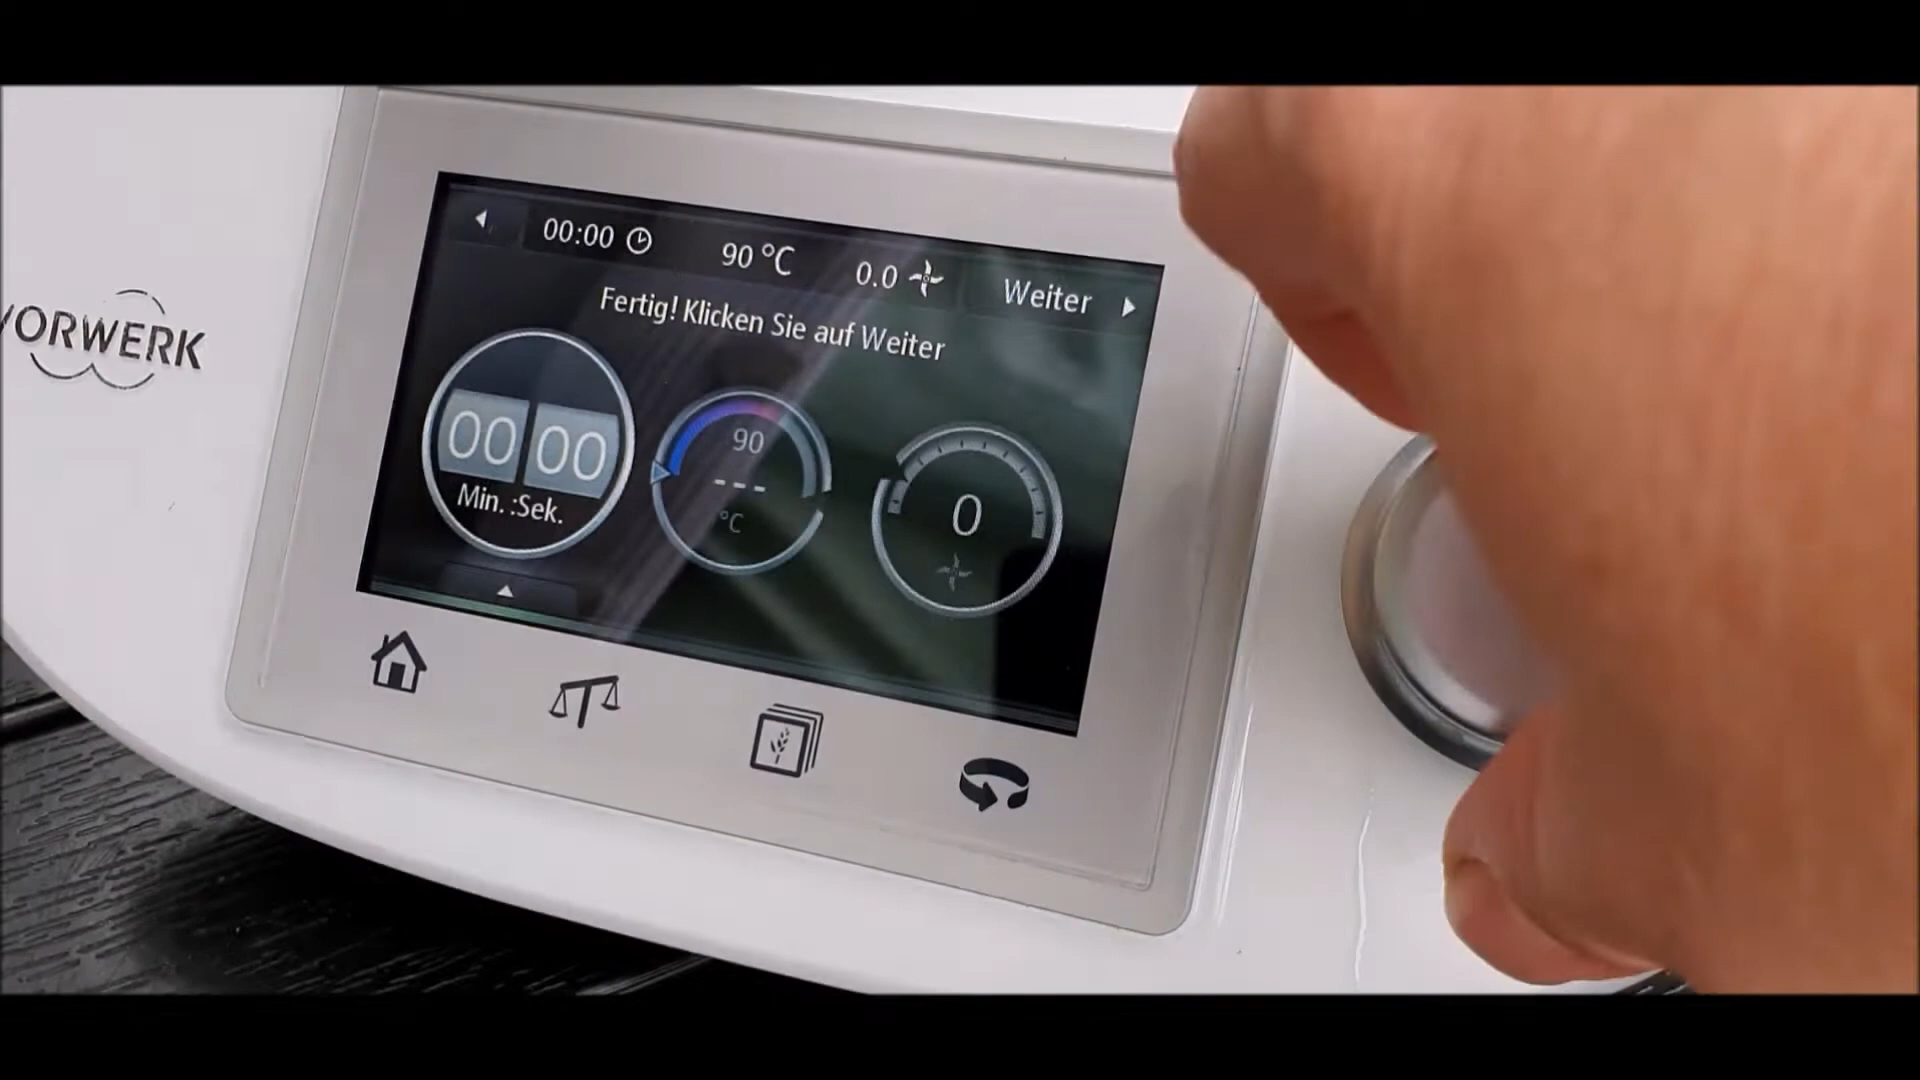 VORWERK
00:00
90 °C
0.0
Weiter
Fertig! Klicken Sie auf Weiter
00 00
Min. :Sek.
90
---
°C
0